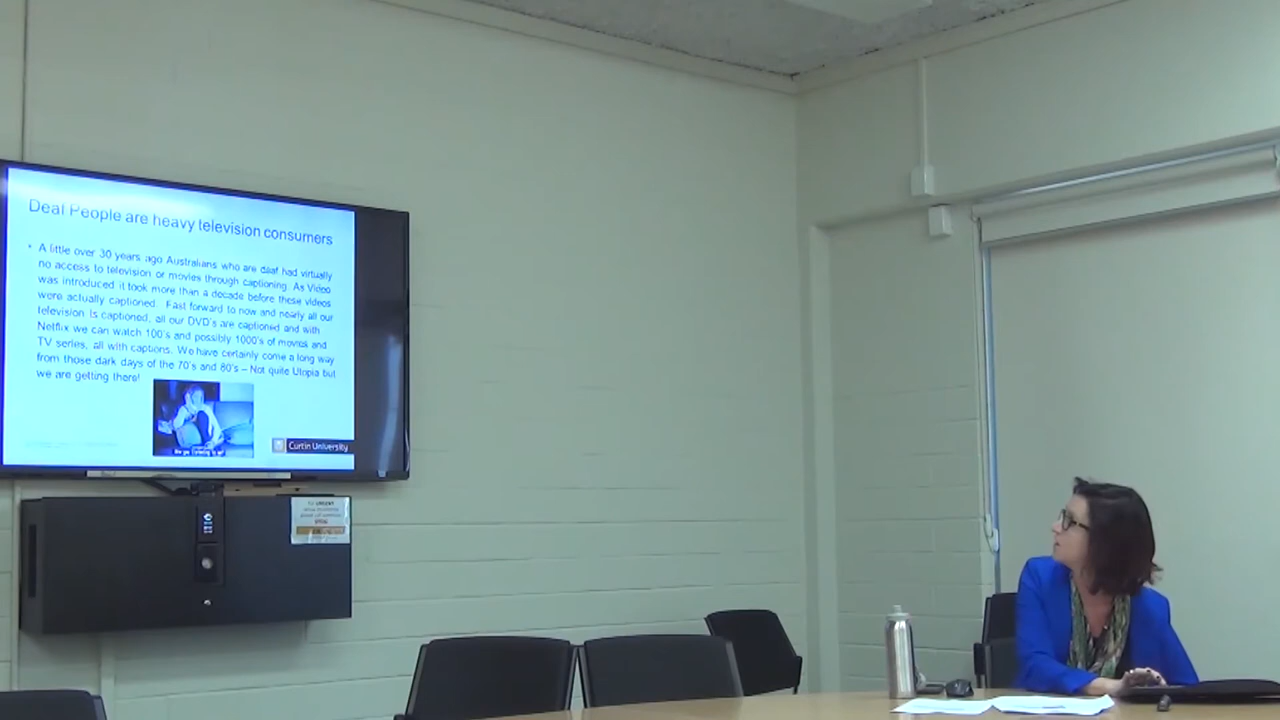 Deaf People are heavy television consumers
• A little over 30 years ago Australians who are deaf had virtually
no access to television or movies through captioning. As Video
was introduced it took more than a decade before these videos
were actually captioned. Fast forward to now and nearly all our
television is captioned, all our DVD's are captioned and with
Netflix we can watch 100's and possibly 1000's of movies and
TV series, all with captions. We have certainly come a long way
from those dark days of the 70's and 80's – Not quite Utopia but
we are getting there!
Curtin University
URGENT